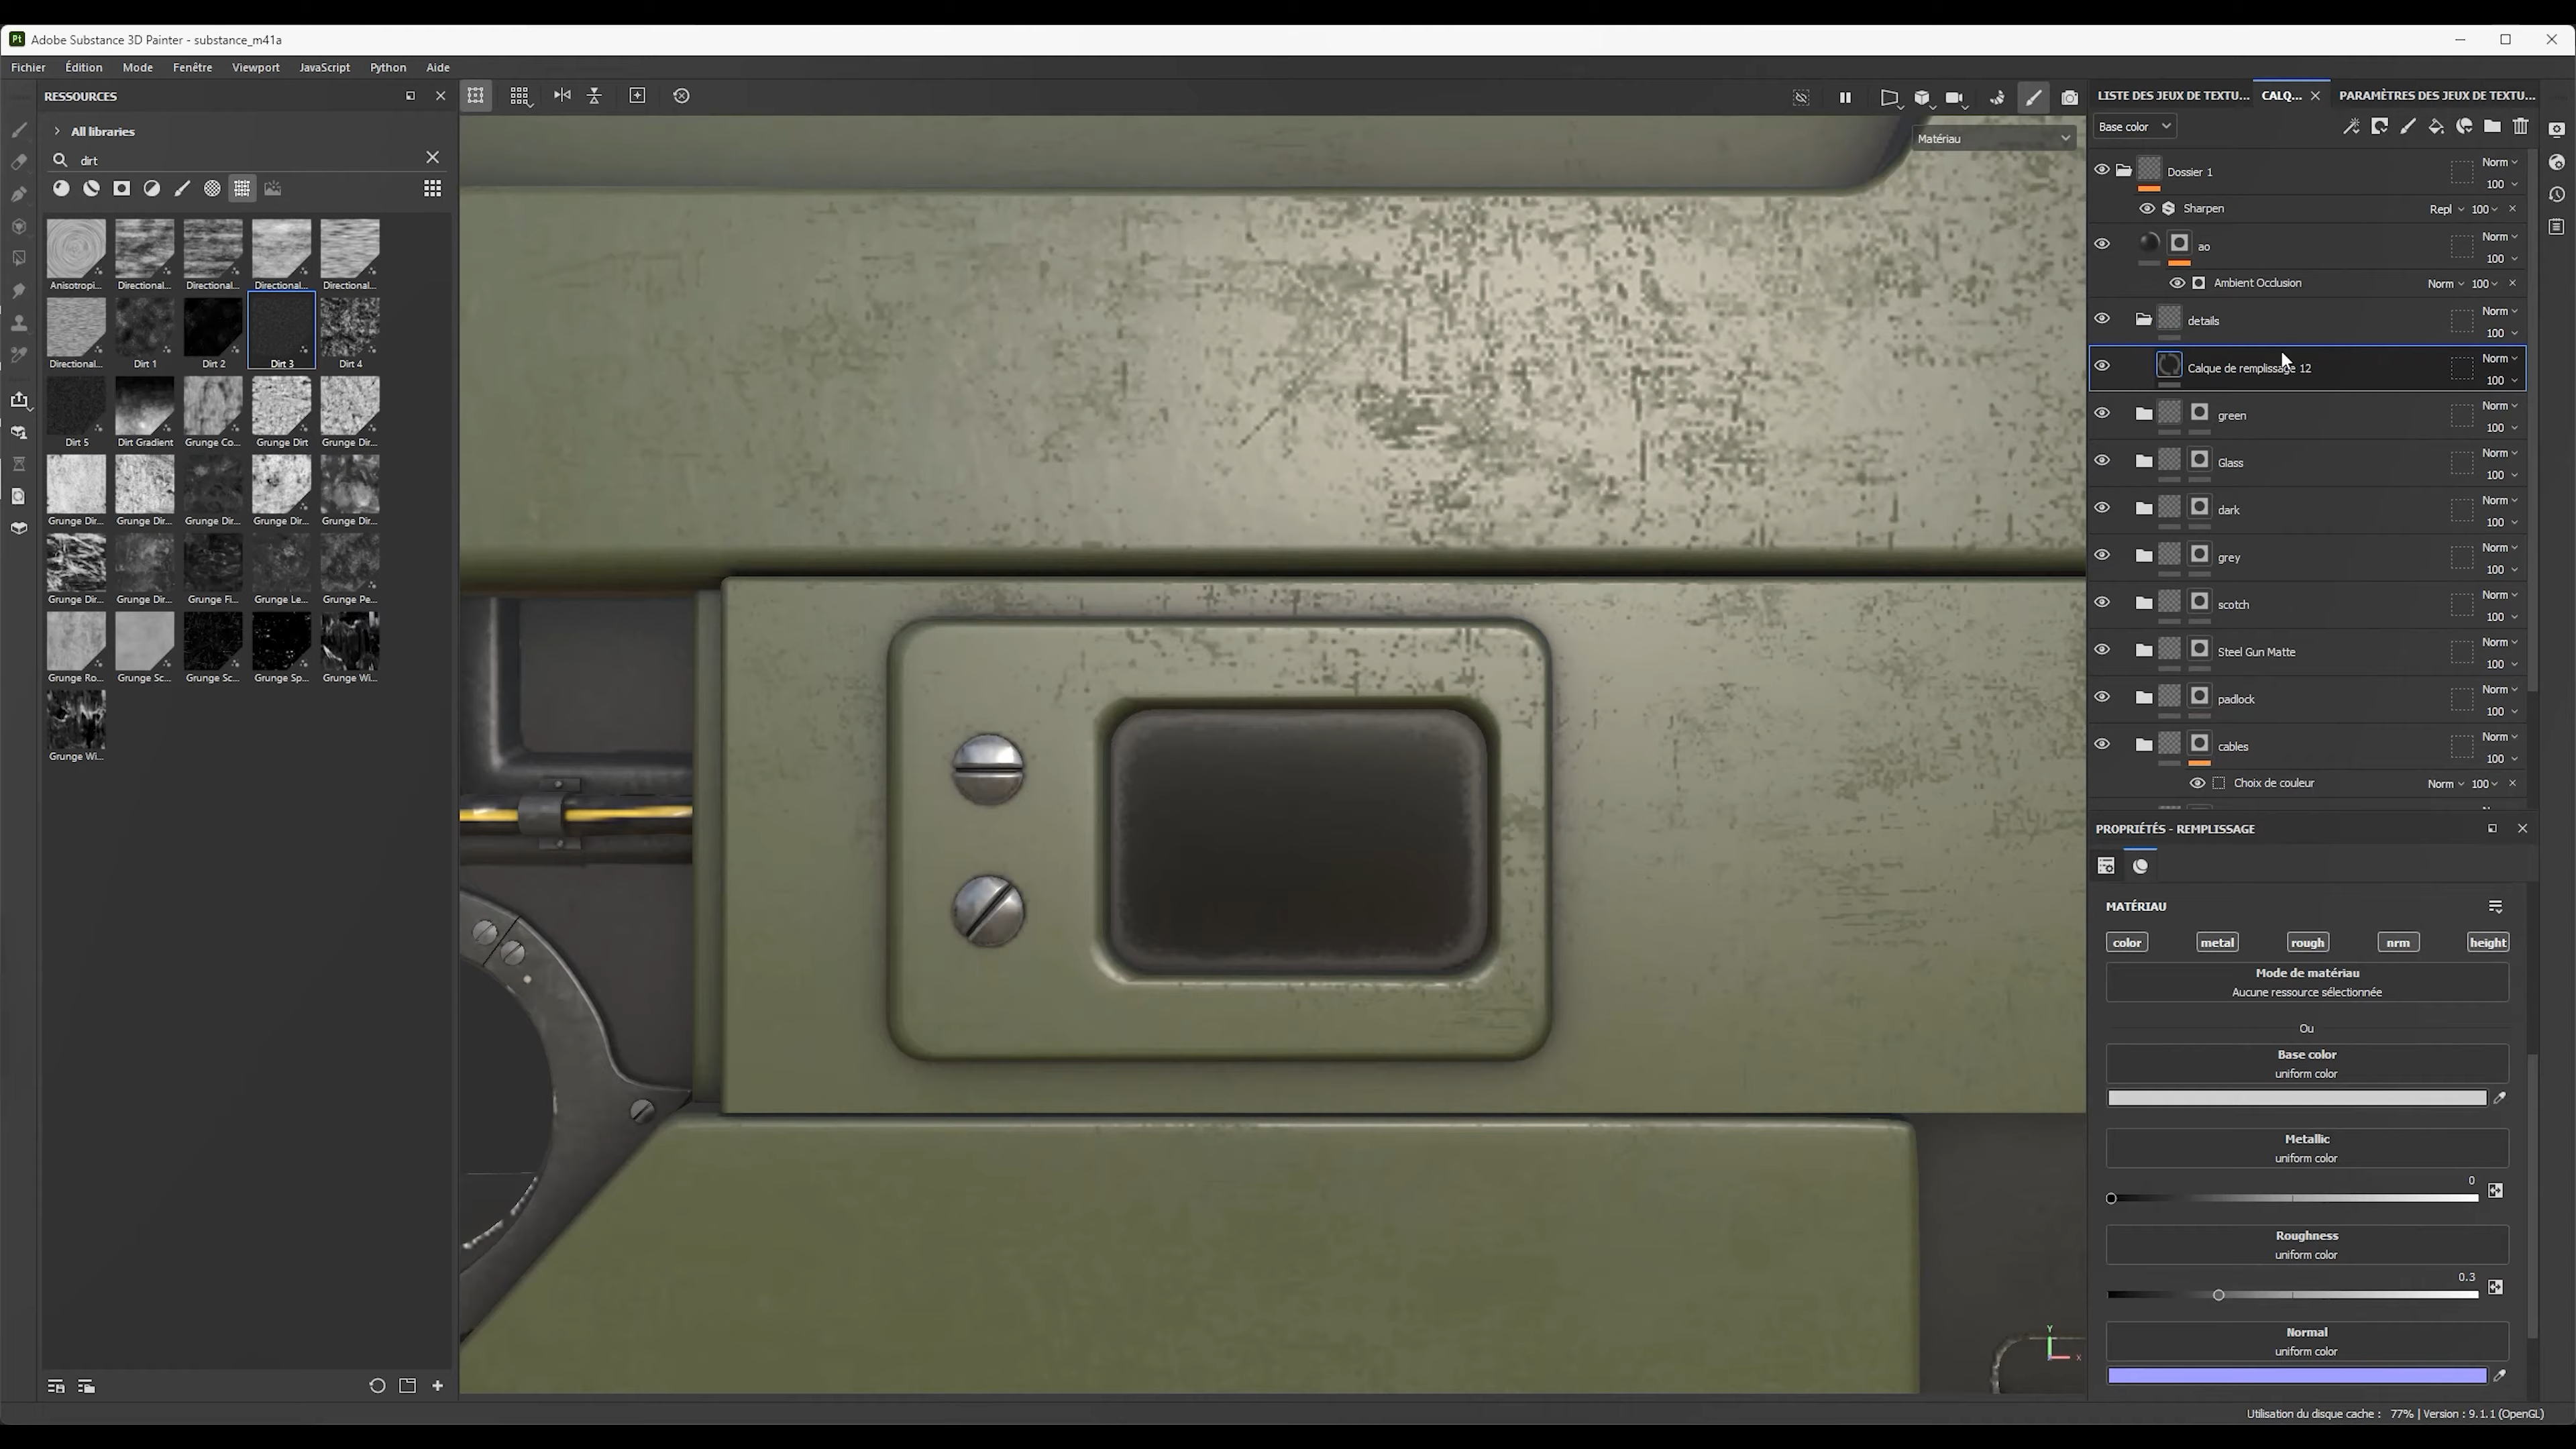 Pt Adobe Substance 3D Painter - substance_m41a
Fichier Édition Mode Fenêtre Viewport JavaScript Python Aide
RESSOURCES
All libraries
dirt
Anisotropi... Directional... Directional... Directional... Directional...
Directional... Dirt 1 Dirt 2 Dirt 3 Dirt 4
Dirt 5 Dirt Gradient Grunge Co... Grunge Dirt Grunge Dir...
Grunge Dir... Grunge Dir... Grunge Dir... Grunge Dir... Grunge Dir...
Grunge Dir... Grunge Dir... Grunge Fi... Grunge Le... Grunge Pe...
Grunge Ro... Grunge Sc... Grunge Sc... Grunge Sp... Grunge Wi...
Grunge Wi...
Matériau
Y
X
LISTE DES JEUX DE TEXTU... CALQ... PARAMÈTRES DES JEUX DE TEXTU...
Base color
Dossier 1 Norm 100
Sharpen Repl 100
ao Norm 100
Ambient Occlusion Norm 100
details Norm 100
Calque de remplissage 12 Norm 100
green Norm 100
Glass Norm 100
dark Norm 100
grey Norm 100
scotch Norm 100
Steel Gun Matte Norm 100
padlock Norm 100
cables Norm 100
Choix de couleur Norm 100
PROPRIÉTÉS - REMPLISSAGE
MATÉRIAU
color metal rough nrm height
Mode de matériau
Aucune ressource sélectionnée
Ou
Base color
uniform color
Metallic
uniform color
0
Roughness
uniform color
0.3
Normal
uniform color
Utilisation du disque cache : 77% | Version : 9.1.1 (OpenGL)